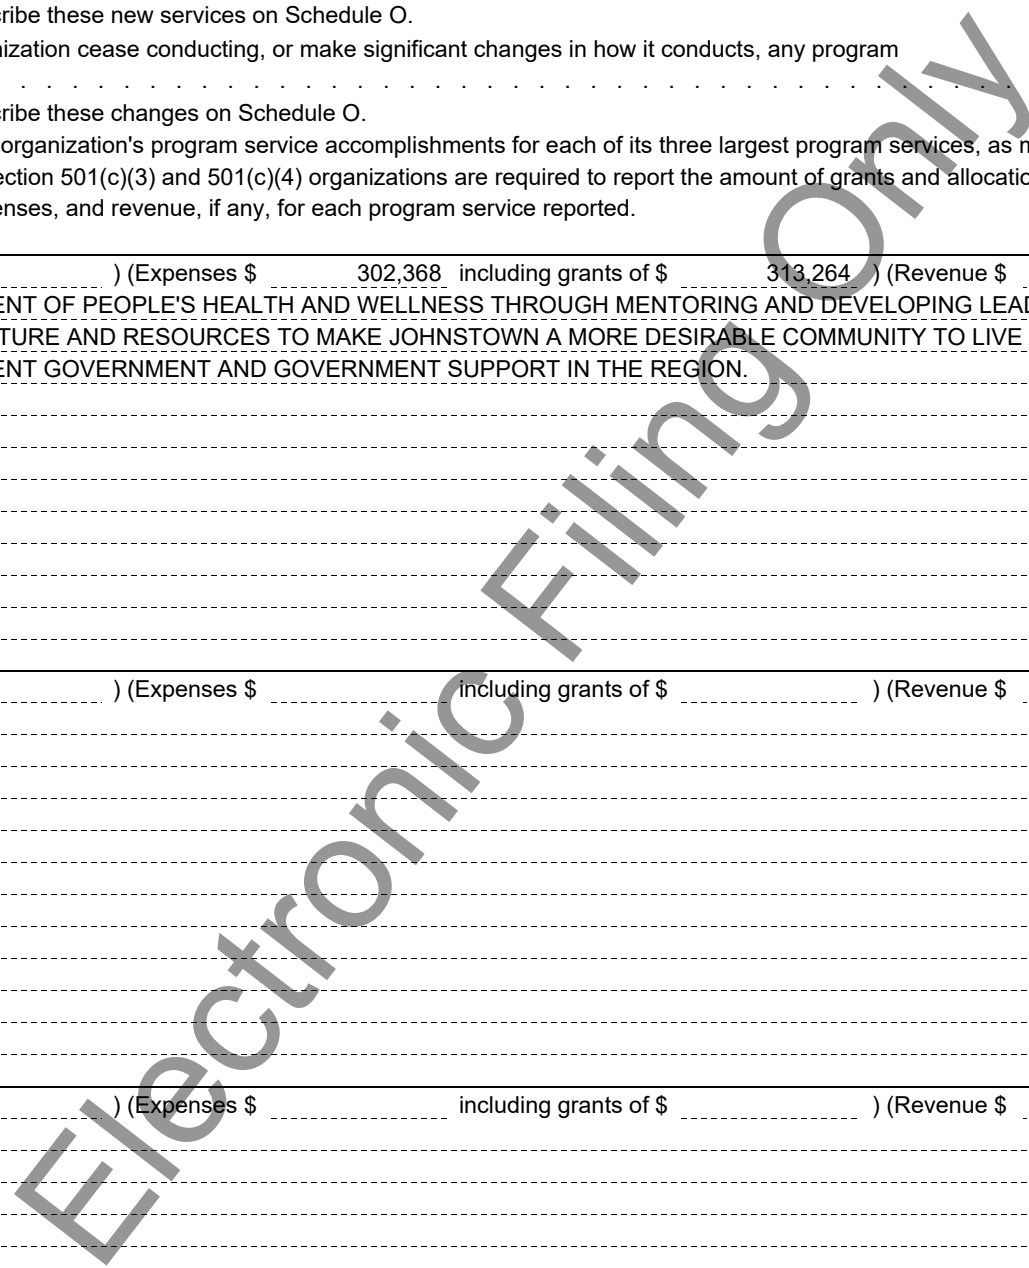 ribe these new services on Schedule O.
nization cease conducting, or make significant changes in how it conducts, any program
. . . . . . . . . . . . . . . . . . . . . . . . . . . . . . . . . . . . . . .
ribe these changes on Schedule O.
organization's program service accomplishments for each of its three largest program services, as m
ection 501(c)(3) and 501(c)(4) organizations are required to report the amount of grants and allocatio
enses, and revenue, if any, for each program service reported.
) (Expenses $ 302,368 including grants of $ 313,264 ) (Revenue $
ENT OF PEOPLE'S HEALTH AND WELLNESS THROUGH MENTORING AND DEVELOPING LEAD
TURE AND RESOURCES TO MAKE JOHNSTOWN A MORE DESIRABLE COMMUNITY TO LIVE
ENT GOVERNMENT AND GOVERNMENT SUPPORT IN THE REGION.
) (Expenses $ including grants of $ ) (Revenue $
) (Expenses $ including grants of $ ) (Revenue $
Electronic Filing Only